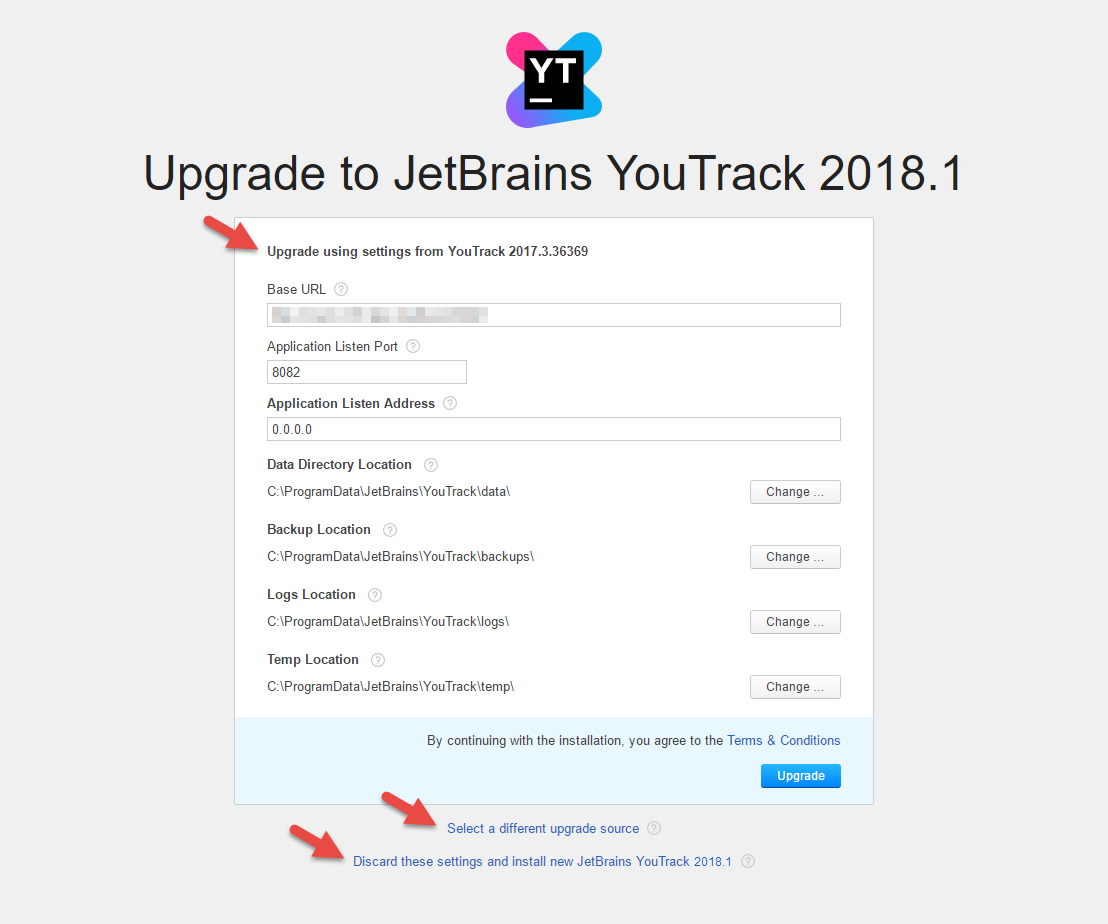 YT
Upgrade to JetBrains YouTrack 2018.1
Upgrade using settings from YouTrack 2017.3.36369
Base URL ?
Application Listen Port ?
8082
Application Listen Address ?
0.0.0.0
Data Directory Location ?
C:\ProgramData\JetBrains\YouTrack\data\ Change ...
Backup Location ?
C:\ProgramData\JetBrains\YouTrack\backups\ Change ...
Logs Location ?
C:\ProgramData\JetBrains\YouTrack\logs\ Change ...
Temp Location ?
C:\ProgramData\JetBrains\YouTrack\temp\ Change ...
By continuing with the installation, you agree to the Terms & Conditions
Upgrade
Select a different upgrade source ?
Discard these settings and install new JetBrains YouTrack 2018.1 ?